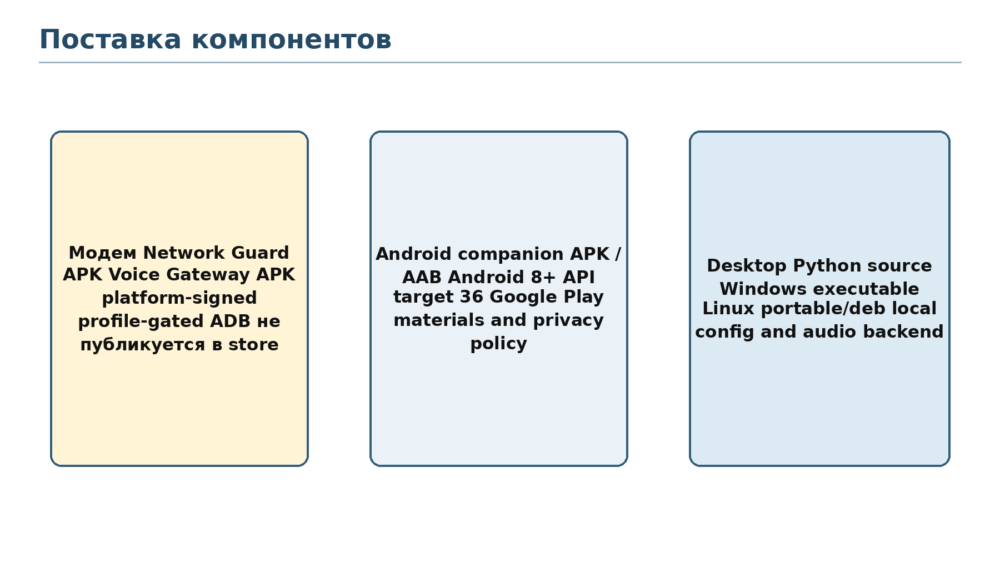 Поставка компонентов
Модем Network Guard
APK Voice Gateway APK
platform-signed
profile-gated ADB не
публикуется в store
Android companion APK /
AAB Android 8+ API
target 36 Google Play
materials and privacy
policy
Desktop Python source
Windows executable
Linux portable/deb local
config and audio backend